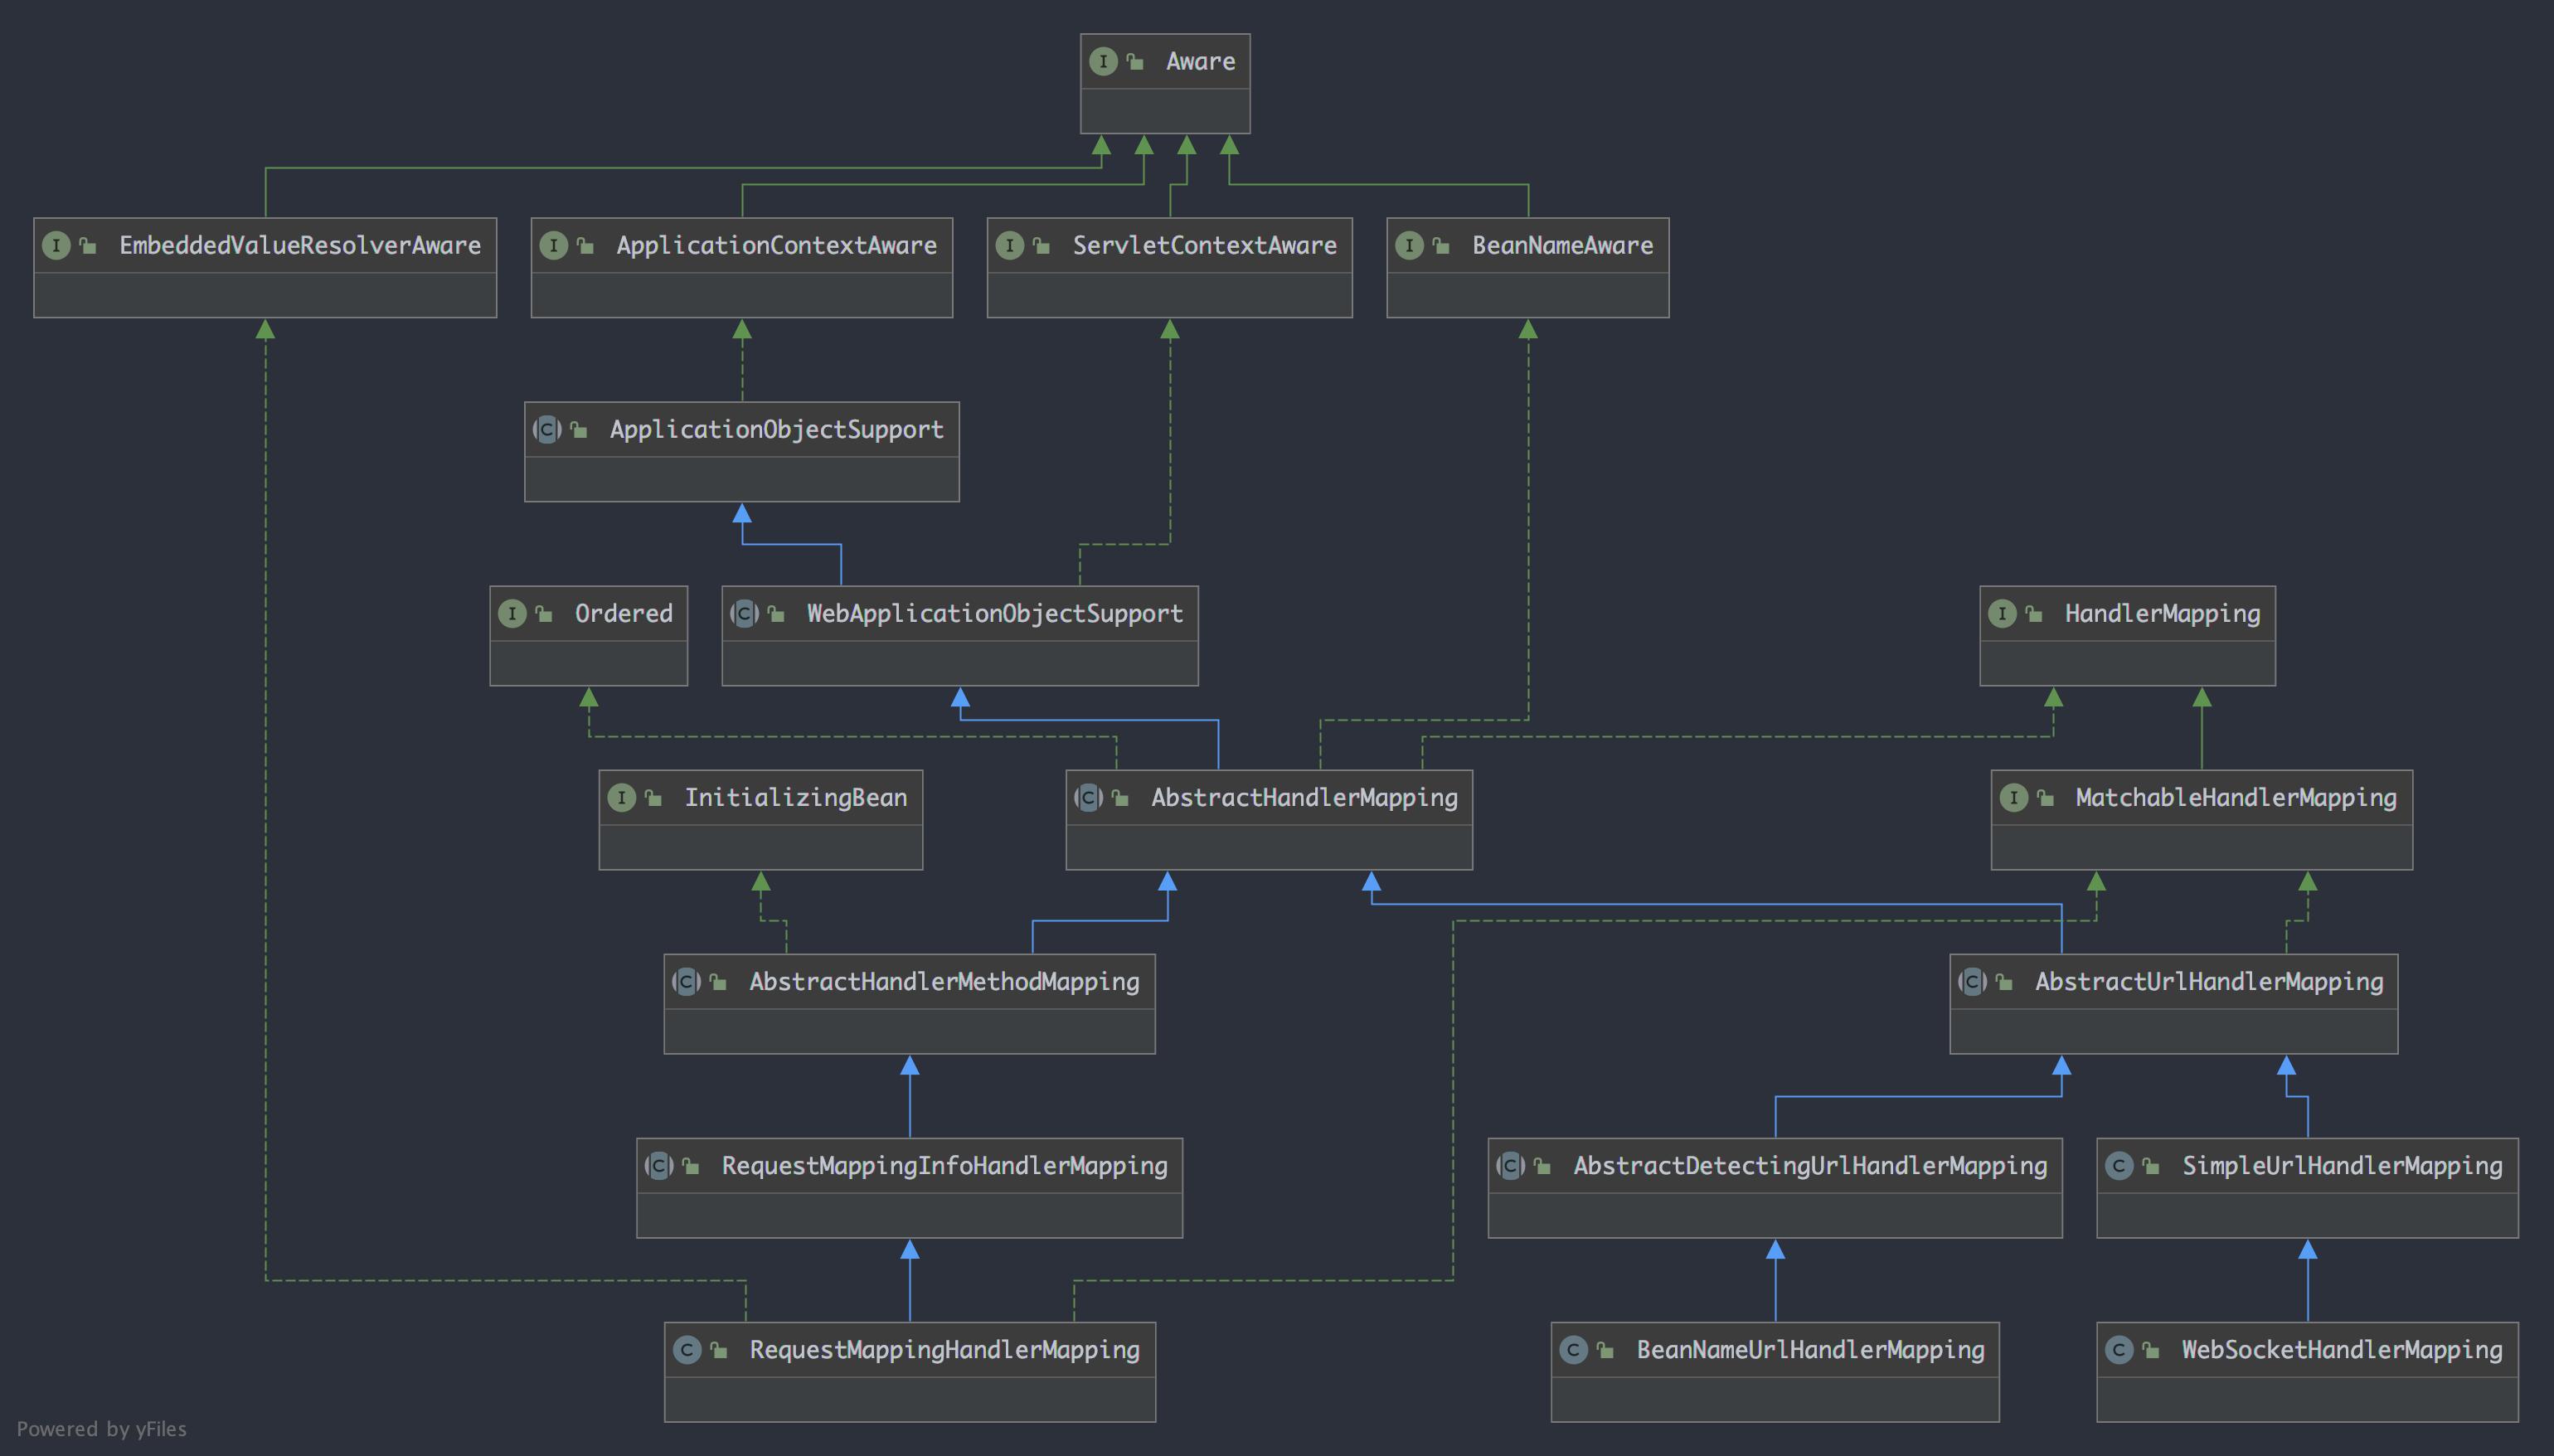 Aware
EmbeddedValueResolverAware
ApplicationContextAware
ServletContextAware
BeanNameAware
ApplicationObjectSupport
Ordered
WebApplicationObjectSupport
HandlerMapping
InitializingBean
AbstractHandlerMapping
MatchableHandlerMapping
AbstractHandlerMethodMapping
AbstractUrlHandlerMapping
RequestMappingInfoHandlerMapping
AbstractDetectingUrlHandlerMapping
SimpleUrlHandlerMapping
RequestMappingHandlerMapping
BeanNameUrlHandlerMapping
WebSocketHandlerMapping
Powered by yFiles